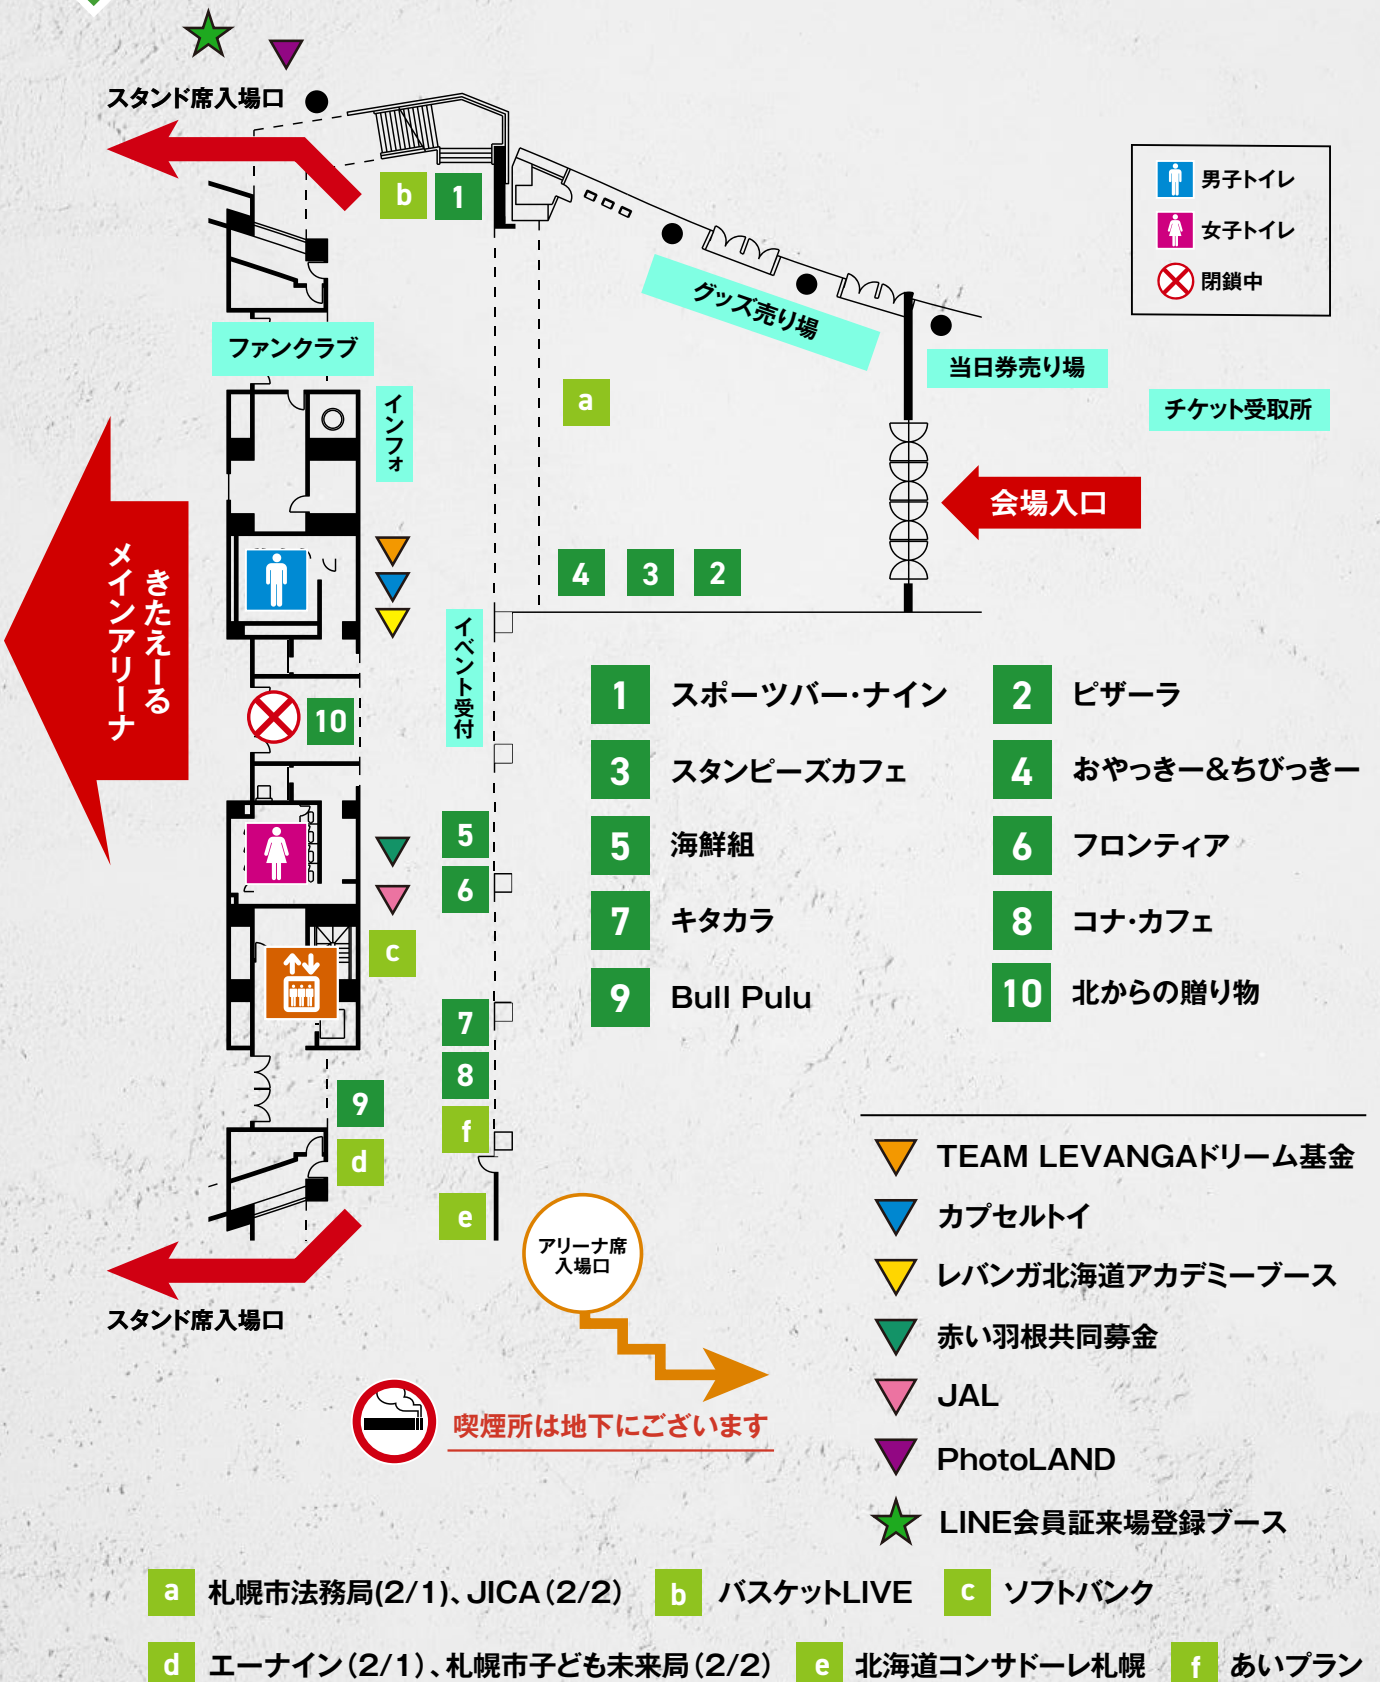 スタンド席入場口
b
1
男子トイレ
女子トイレ
閉鎖中
グッズ売り場
ファンクラブ
当日券売り場
インフォ
a
チケット受取所
会場入口
きたえーる
メインアリーナ
4
3
2
イベント受付
10
5
6
c
7
8
9
f
d
e
1 スポーツバー・ナイン
2 ピザーラ
3 スタンピーズカフェ
4 おやっきー&ちびっきー
5 海鮮組
6 フロンティア
7 キタカラ
8 コナ・カフェ
9 Bull Pulu
10 北からの贈り物
アリーナ席
入場口
スタンド席入場口
喫煙所は地下にございます
TEAM LEVANGAドリーム基金
カプセルトイ
レバンガ北海道アカデミーブース
赤い羽根共同募金
JAL
PhotoLAND
LINE会員証来場登録ブース
a 札幌市法務局(2/1)、JICA(2/2)
b バスケットLIVE
c ソフトバンク
d エーナイン(2/1)、札幌市子ども未来局(2/2)
e 北海道コンサドーレ札幌
f あいプラン